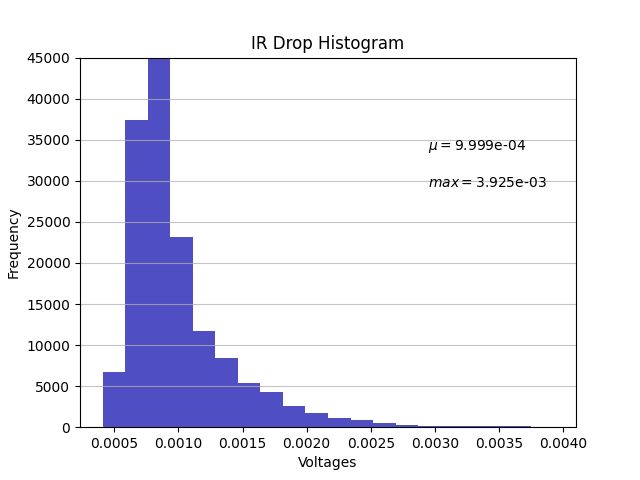 IR Drop Histogram
45000
40000
35000
30000
25000
20000
15000
10000
5000
0
Frequency
μ = 9.999e-04
max = 3.925e-03
0.0005 0.0010 0.0015 0.0020 0.0025 0.0030 0.0035 0.0040
Voltages